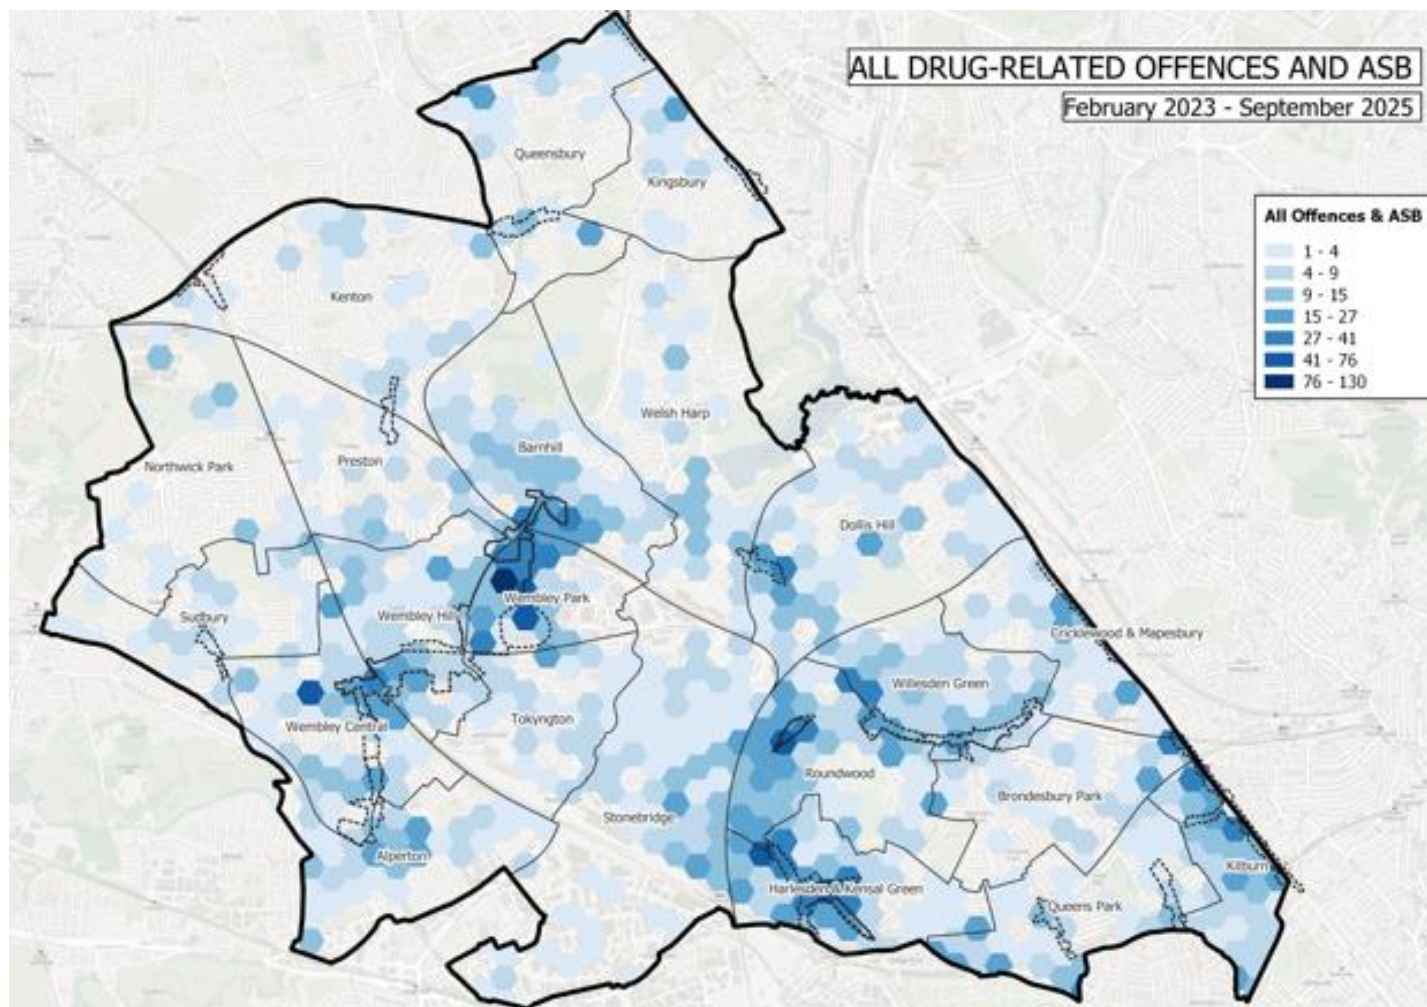 ALL DRUG-RELATED OFFENCES AND ASB
February 2023 - September 2025
All Offences & ASB
1 - 4
4 - 9
9 - 15
15 - 27
27 - 41
41 - 76
76 - 130
Queensbury
Kingsbury
Kenton
Welsh Harp
Barnhill
Preston
Northwick Park
Dollis Hill
Wembley Park
Sudbury
Wembley Hill
Cricklewood & Mapesbury
Willesden Green
Wembley Central
Tokyngton
Roundwood
Brondesbury Park
Stonebridge
Alperton
Kilburn
Harlesden & Kensal Green
Queens Park